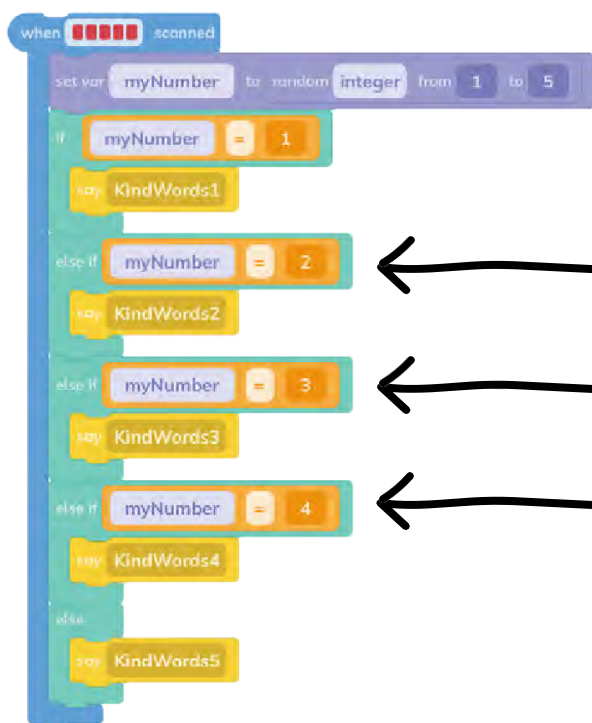 when scanned
set var myNumber to random integer from 1 to 5
if myNumber = 1
say KindWords1
else if myNumber = 2
say KindWords2
else if myNumber = 3
say KindWords3
else if myNumber = 4
say KindWords4
else
say KindWords5